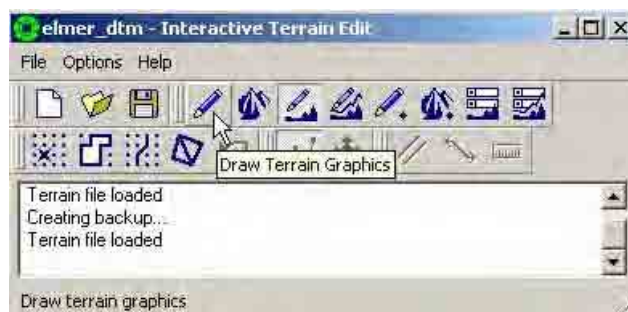 elmer_dtm - Interactive Terrain Edit
File Options Help
Draw Terrain Graphics
Terrain file loaded
Creating backup...
Terrain file loaded
Draw terrain graphics